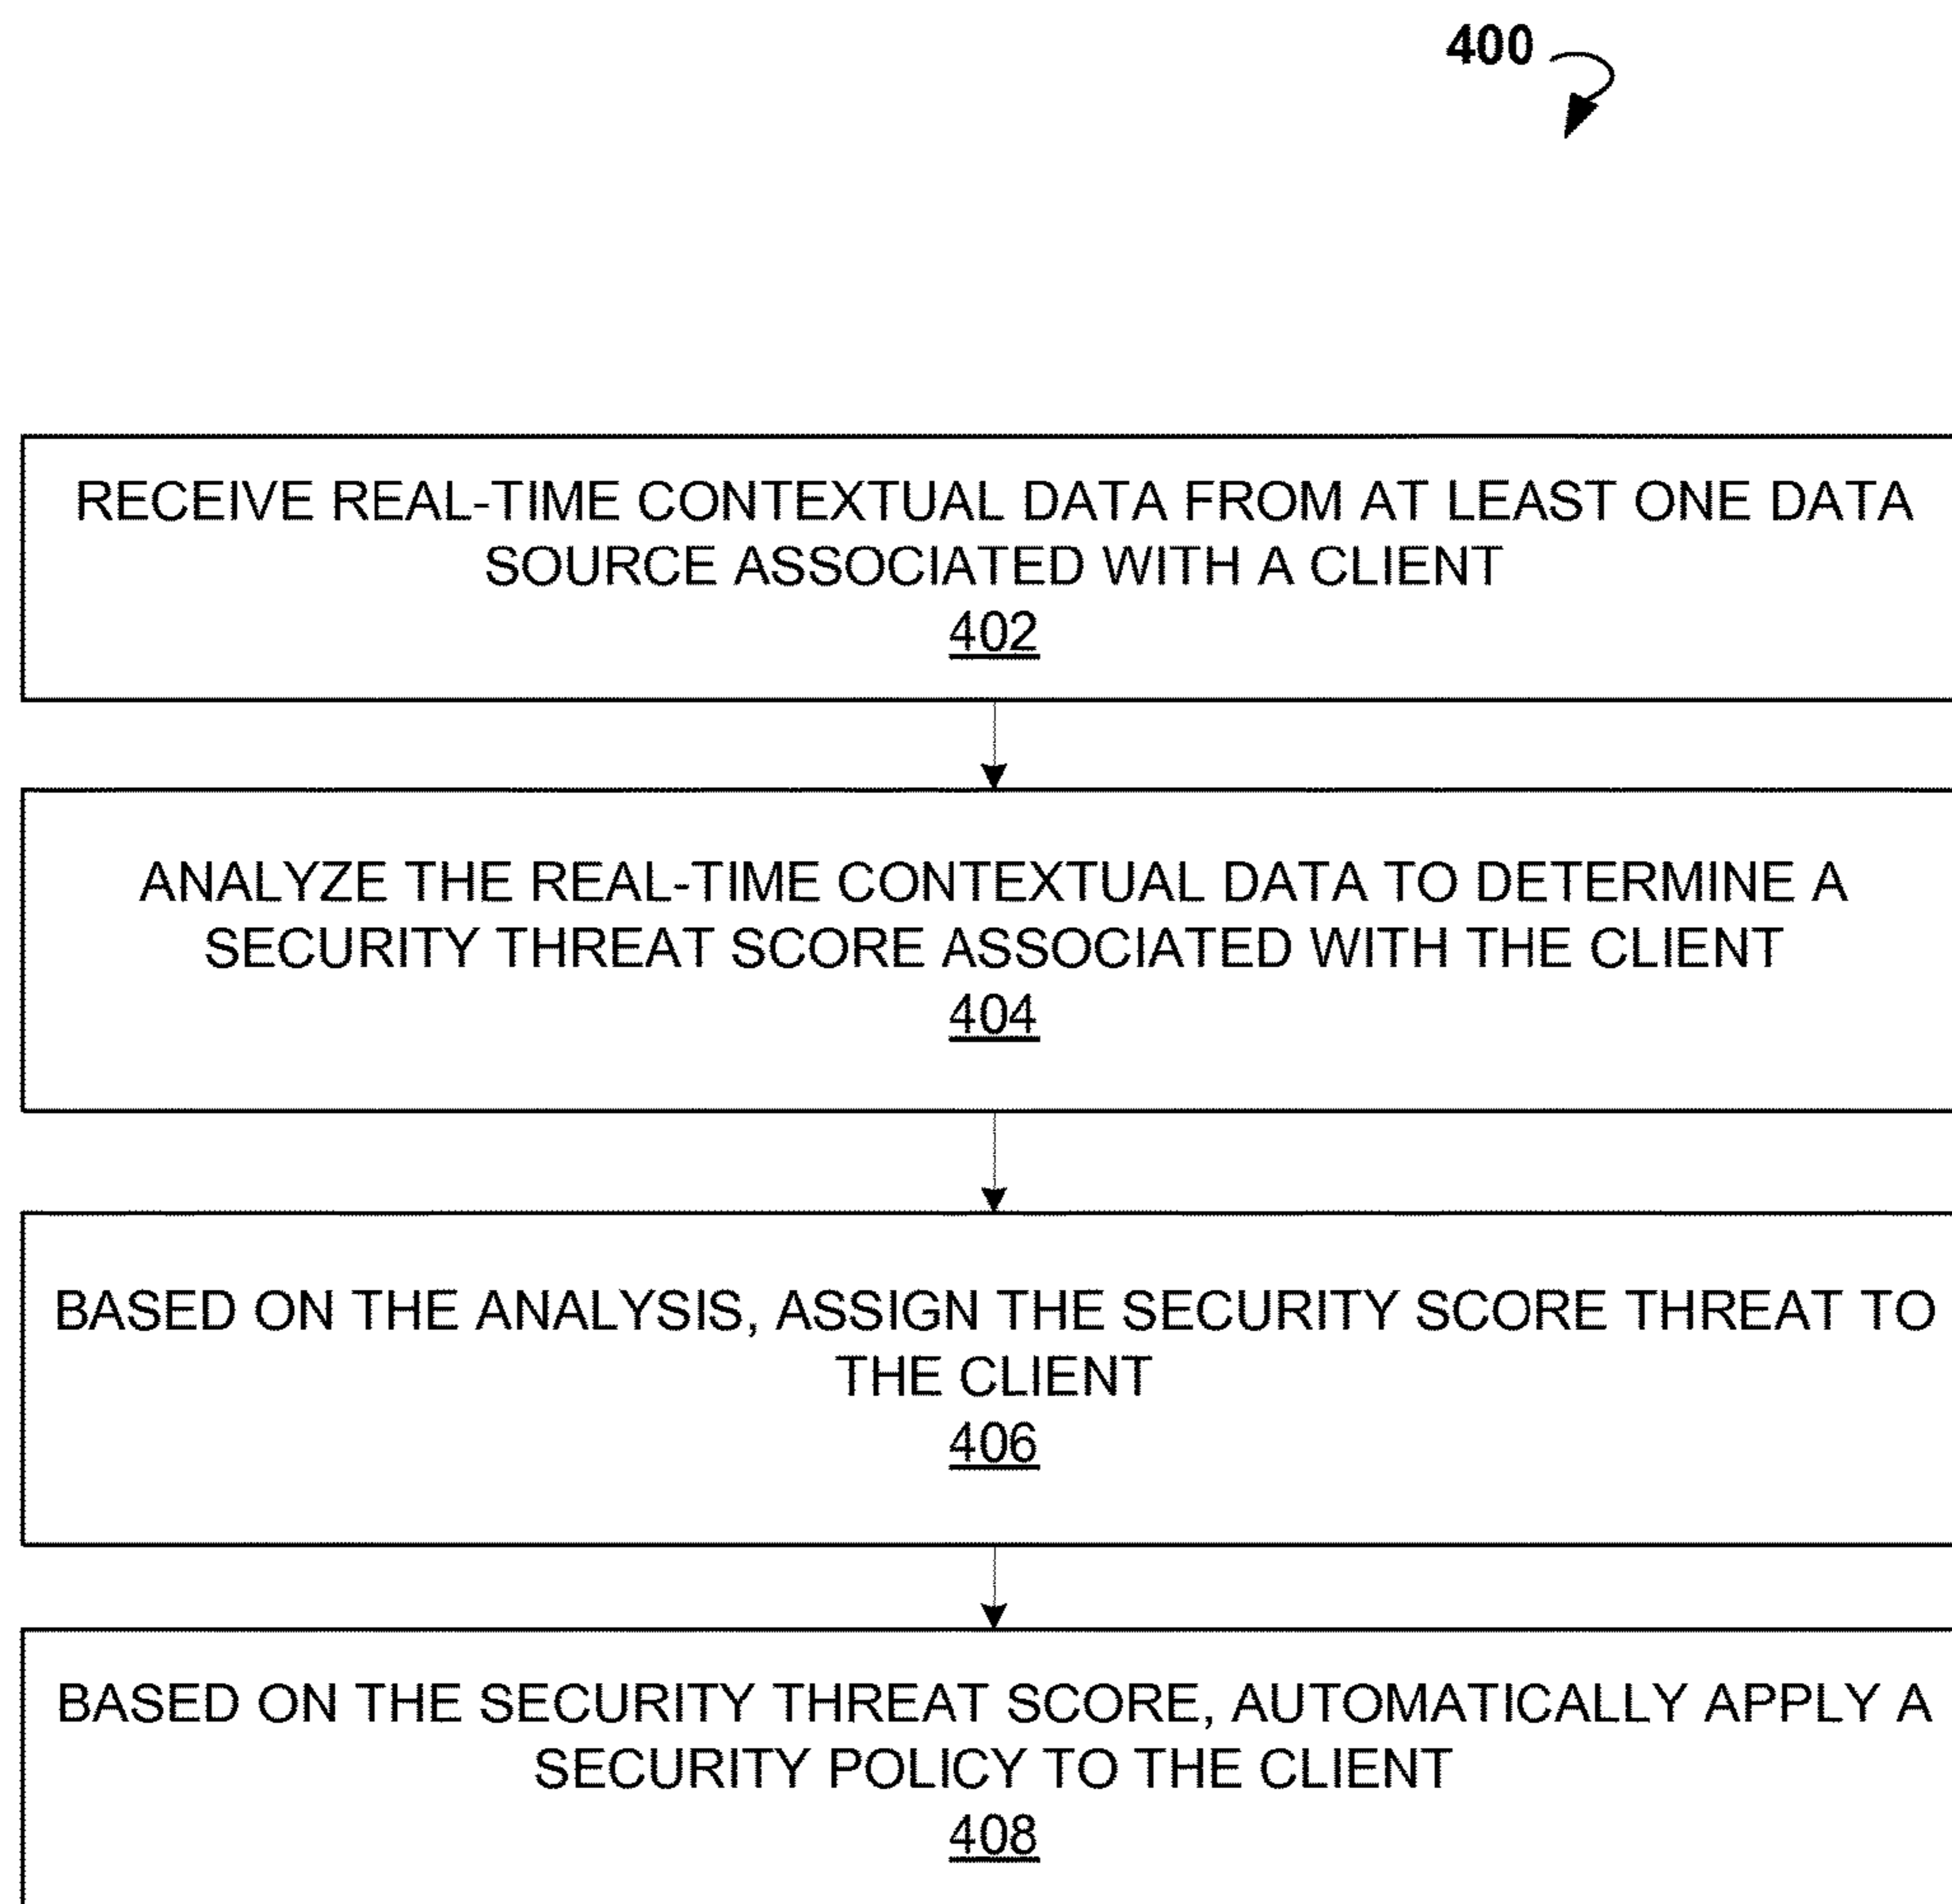 400
RECEIVE REAL-TIME CONTEXTUAL DATA FROM AT LEAST ONE DATA
SOURCE ASSOCIATED WITH A CLIENT
402
ANALYZE THE REAL-TIME CONTEXTUAL DATA TO DETERMINE A
SECURITY THREAT SCORE ASSOCIATED WITH THE CLIENT
404
BASED ON THE ANALYSIS, ASSIGN THE SECURITY SCORE THREAT TO
THE CLIENT
406
BASED ON THE SECURITY THREAT SCORE, AUTOMATICALLY APPLY A
SECURITY POLICY TO THE CLIENT
408